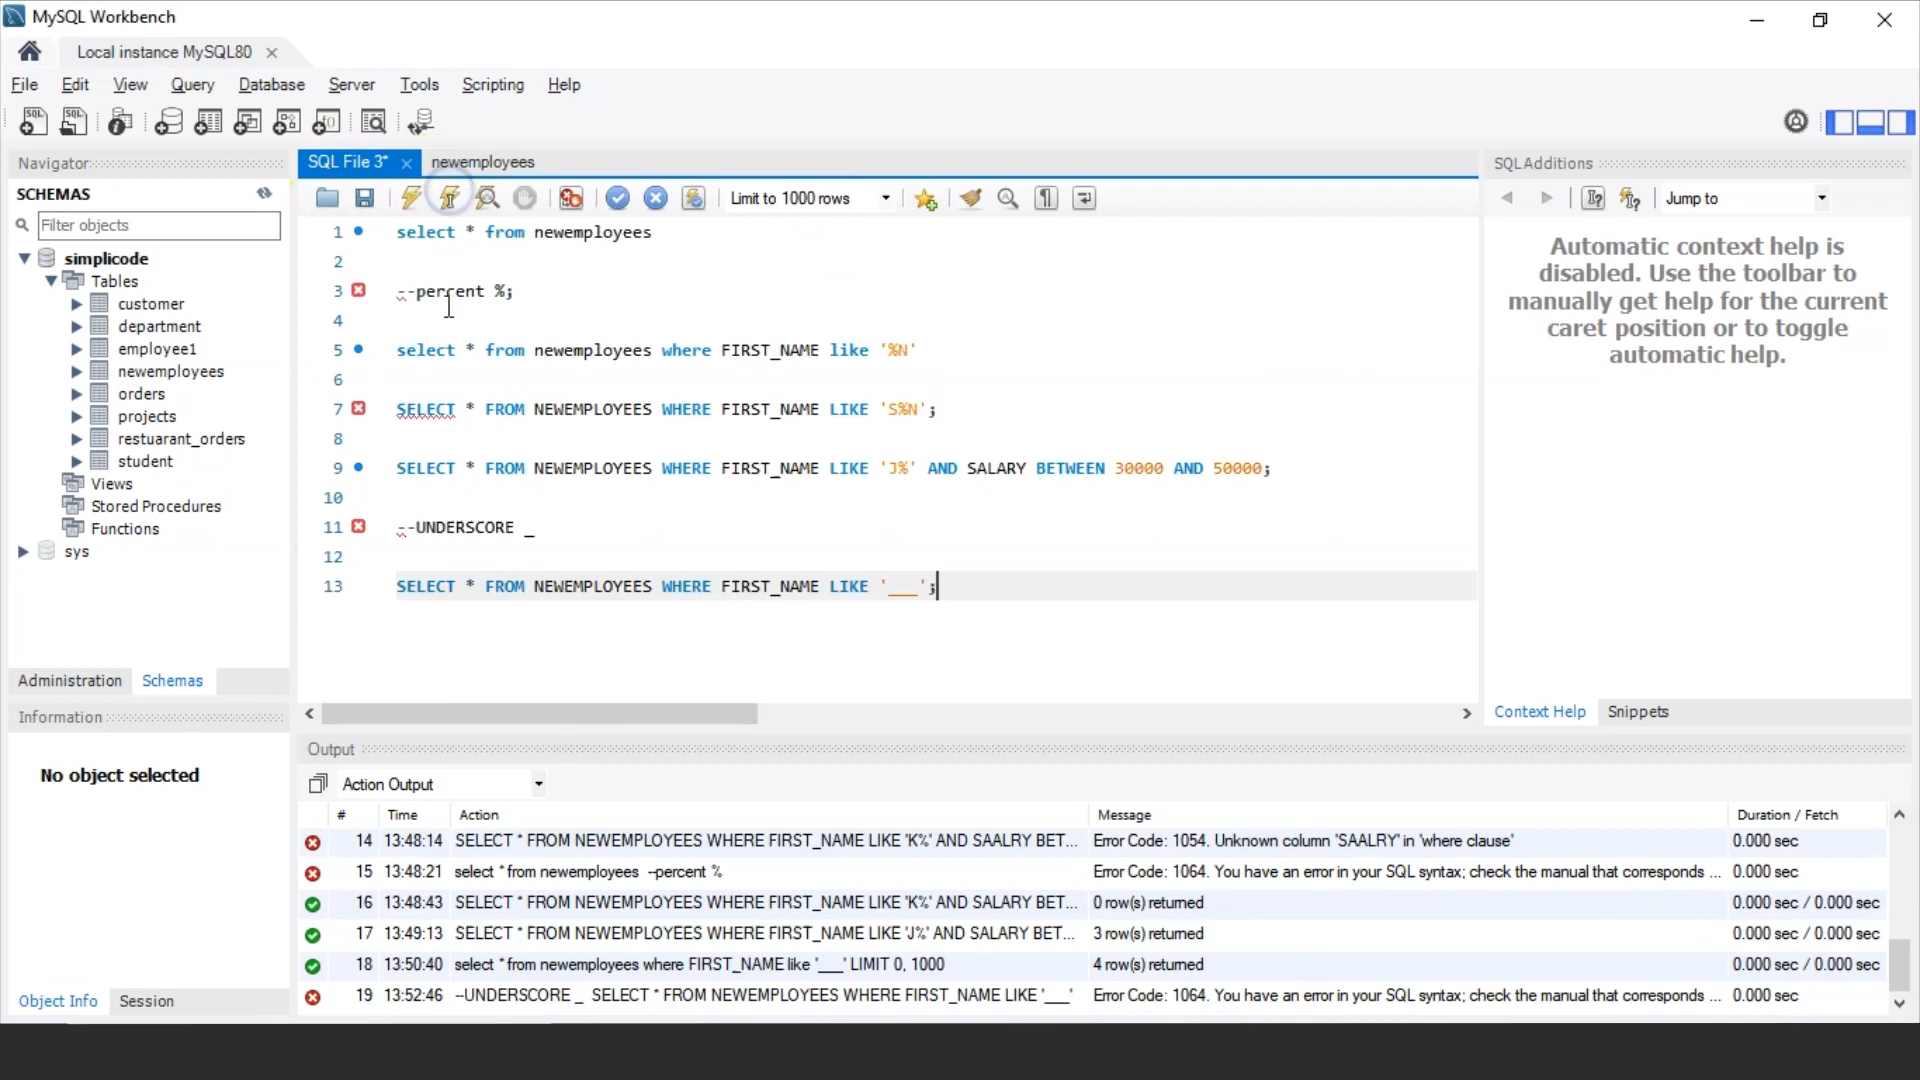 MySQL Workbench
Local instance MySQL80
File Edit View Query Database Server Tools Scripting Help
Navigator
SCHEMAS
Filter objects
simplicode
Tables
customer
department
employee1
newemployees
orders
projects
restuarant_orders
student
Views
Stored Procedures
Functions
sys
Administration Schemas
Information
No object selected
Object Info Session
SQL File 3* newemployees
Limit to 1000 rows
1 select * from newemployees
2
3 --percent %;
4
5 select * from newemployees where FIRST_NAME like '%N'
6
7 SELECT * FROM NEWEMPLOYEES WHERE FIRST_NAME LIKE 'S%N';
8
9 SELECT * FROM NEWEMPLOYEES WHERE FIRST_NAME LIKE 'J%' AND SALARY BETWEEN 30000 AND 50000;
10
11 --UNDERSCORE _
12
13 SELECT * FROM NEWEMPLOYEES WHERE FIRST_NAME LIKE '___';
SQLAdditions
Jump to
Automatic context help is
disabled. Use the toolbar to
manually get help for the current
caret position or to toggle
automatic help.
Context Help Snippets
Output
Action Output
# Time Action Message Duration / Fetch
14 13:48:14 SELECT * FROM NEWEMPLOYEES WHERE FIRST_NAME LIKE 'K%' AND SAALRY BET... Error Code: 1054. Unknown column 'SAALRY' in 'where clause' 0.000 sec
15 13:48:21 select * from newemployees --percent % Error Code: 1064. You have an error in your SQL syntax; check the manual that corresponds ... 0.000 sec
16 13:48:43 SELECT * FROM NEWEMPLOYEES WHERE FIRST_NAME LIKE 'K%' AND SALARY BET... 0 row(s) returned 0.000 sec / 0.000 sec
17 13:49:13 SELECT * FROM NEWEMPLOYEES WHERE FIRST_NAME LIKE 'J%' AND SALARY BET... 3 row(s) returned 0.000 sec / 0.000 sec
18 13:50:40 select * from newemployees where FIRST_NAME like '___' LIMIT 0, 1000 4 row(s) returned 0.000 sec / 0.000 sec
19 13:52:46 --UNDERSCORE _ SELECT * FROM NEWEMPLOYEES WHERE FIRST_NAME LIKE '___' Error Code: 1064. You have an error in your SQL syntax; check the manual that corresponds ... 0.000 sec